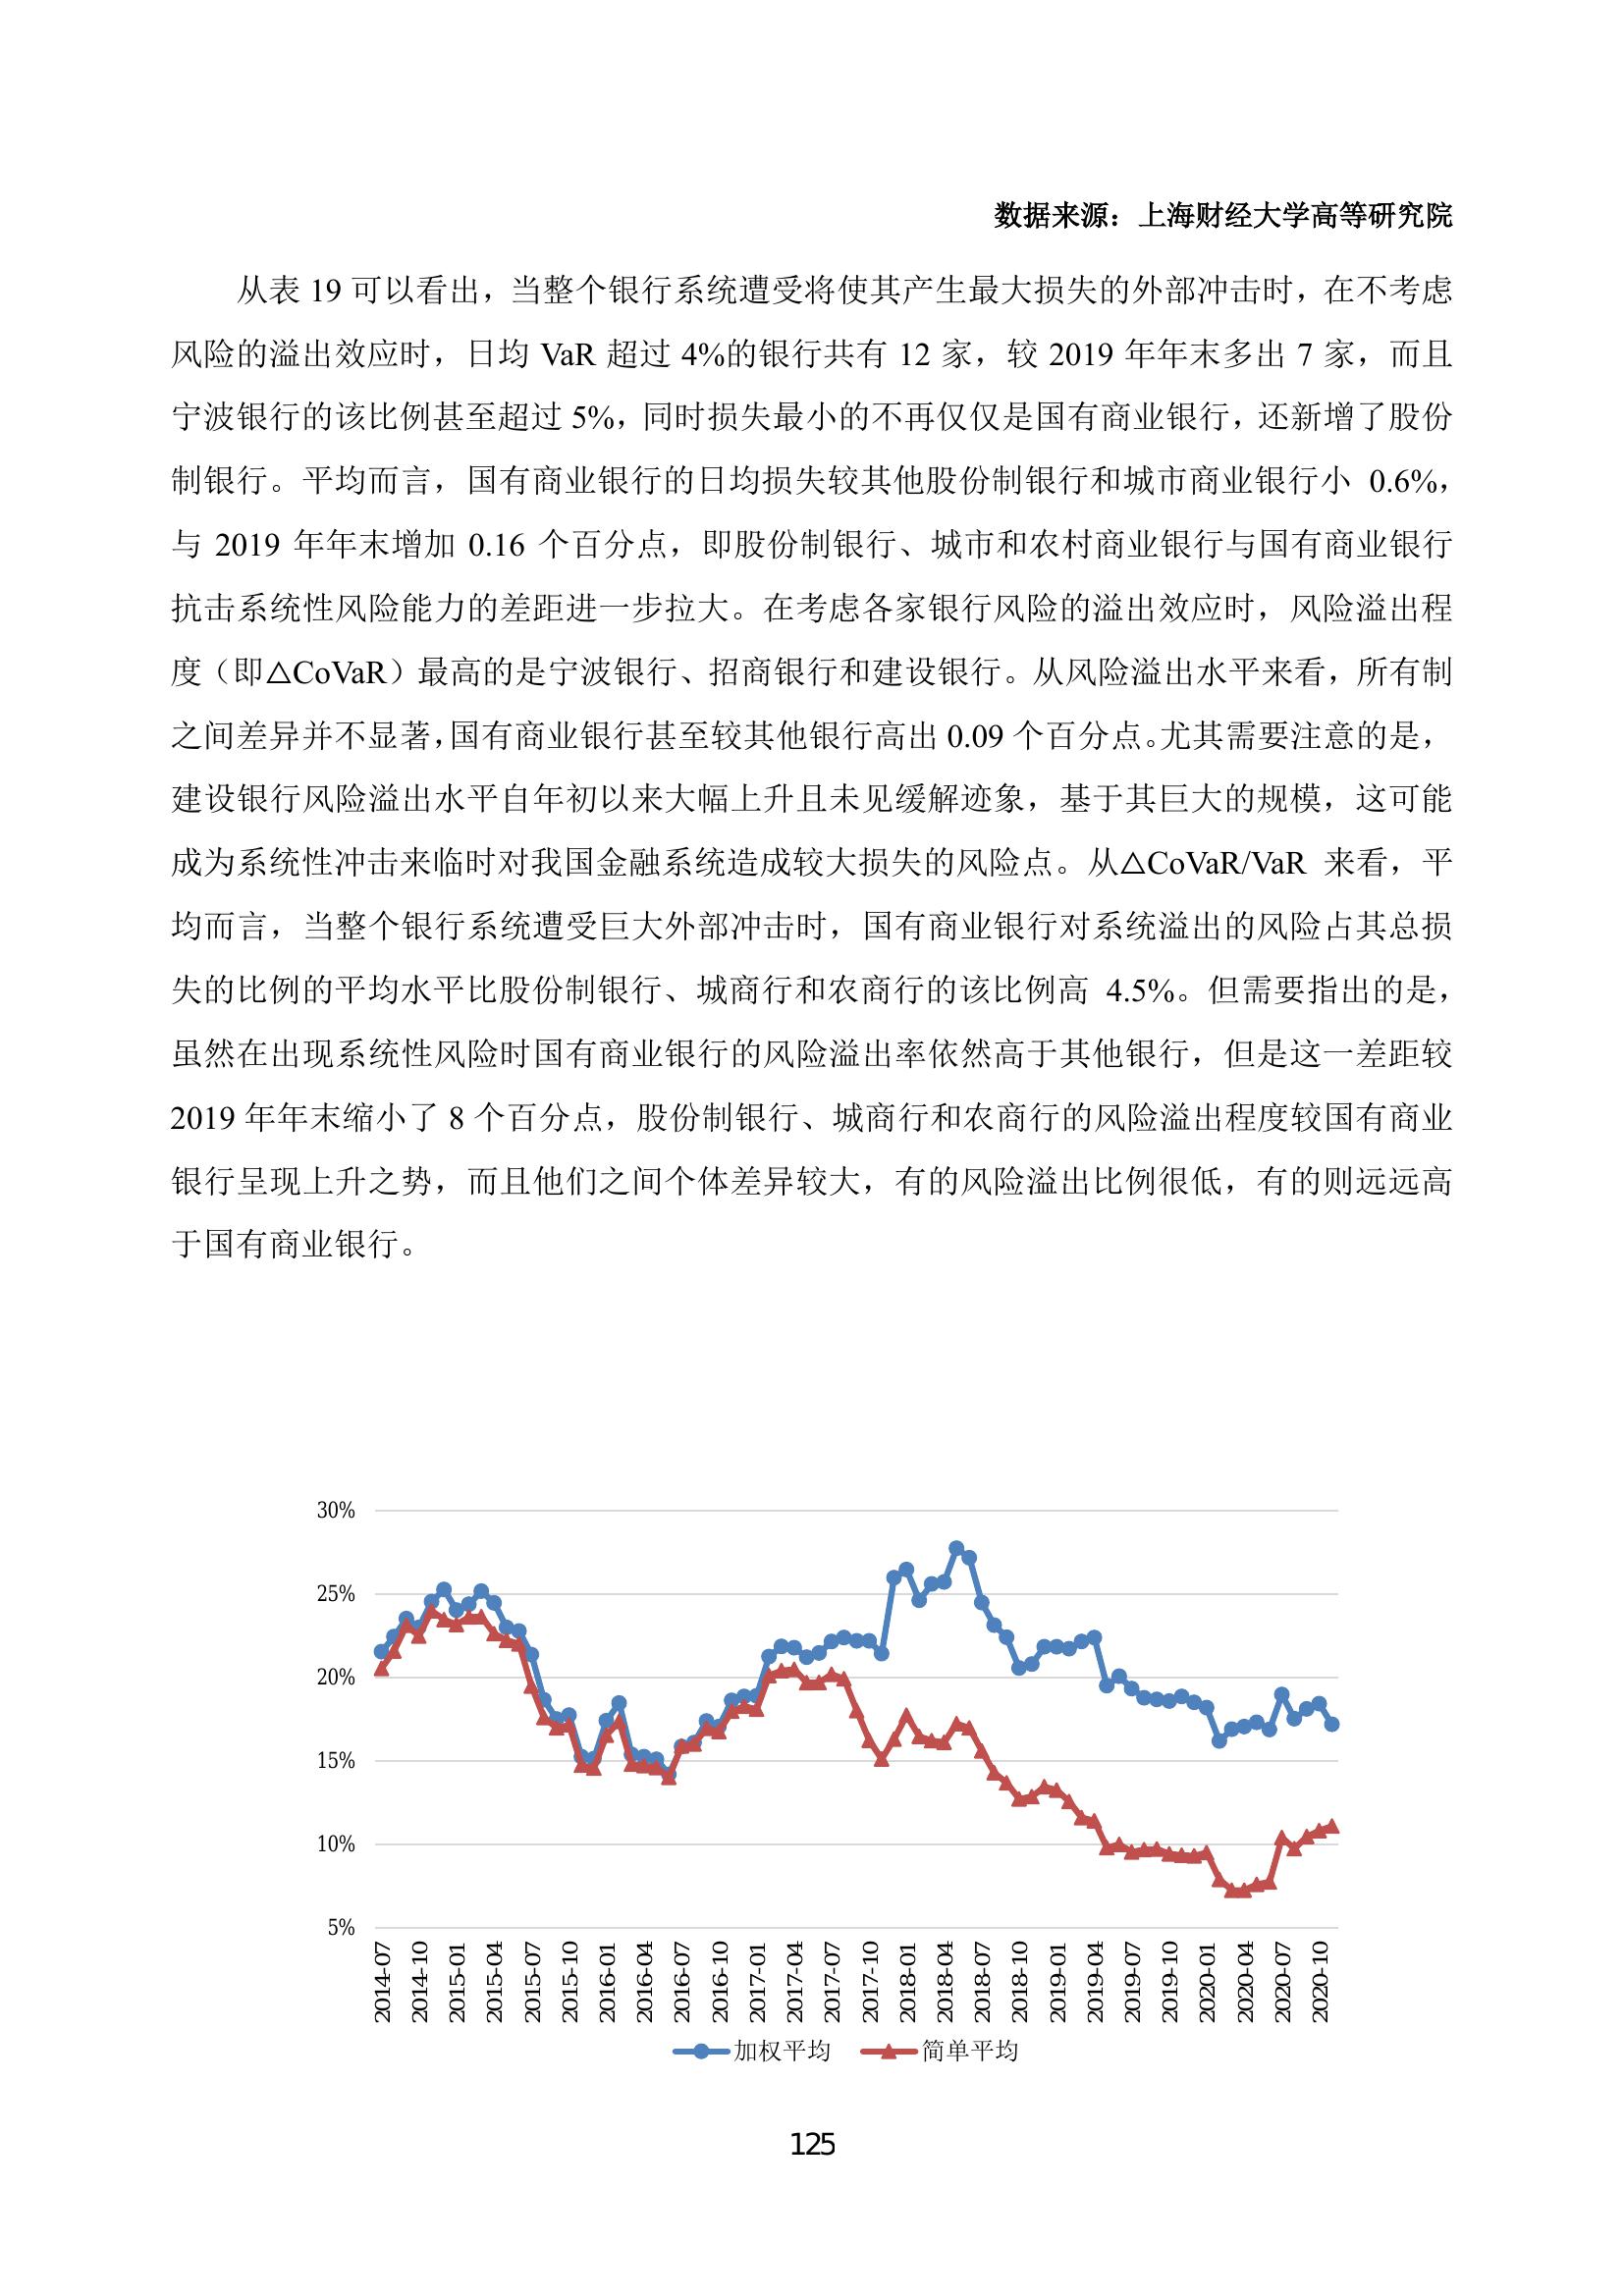 数据来源：上海财经大学高等研究院
从表 19 可以看出，当整个银行系统遭受将使其产生最大损失的外部冲击时，在不考虑
风险的溢出效应时，日均 VaR 超过 4%的银行共有 12 家，较 2019 年年末多出 7 家，而且
宁波银行的该比例甚至超过 5%，同时损失最小的不再仅仅是国有商业银行，还新增了股份
制银行。平均而言，国有商业银行的日均损失较其他股份制银行和城市商业银行小 0.6%，
与 2019 年年末增加 0.16 个百分点，即股份制银行、城市和农村商业银行与国有商业银行
抗击系统性风险能力的差距进一步拉大。在考虑各家银行风险的溢出效应时，风险溢出程
度（即△CoVaR）最高的是宁波银行、招商银行和建设银行。从风险溢出水平来看，所有制
之间差异并不显著，国有商业银行甚至较其他银行高出 0.09 个百分点。尤其需要注意的是，
建设银行风险溢出水平自年初以来大幅上升且未见缓解迹象，基于其巨大的规模，这可能
成为系统性冲击来临时对我国金融系统造成较大损失的风险点。从△CoVaR/VaR 来看，平
均而言，当整个银行系统遭受巨大外部冲击时，国有商业银行对系统溢出的风险占其总损
失的比例的平均水平比股份制银行、城商行和农商行的该比例高 4.5%。但需要指出的是，
虽然在出现系统性风险时国有商业银行的风险溢出率依然高于其他银行，但是这一差距较
2019 年年末缩小了 8 个百分点，股份制银行、城商行和农商行的风险溢出程度较国有商业
银行呈现上升之势，而且他们之间个体差异较大，有的风险溢出比例很低，有的则远远高
于国有商业银行。
30%
25%
20%
15%
10%
5%
2014-07 2014-10 2015-01 2015-04 2015-07 2015-10 2016-01 2016-04 2016-07 2016-10 2017-01 2017-04 2017-07 2017-10 2018-01 2018-04 2018-07 2018-10 2019-01 2019-04 2019-07 2019-10 2020-01 2020-04 2020-07 2020-10
加权平均 简单平均
125